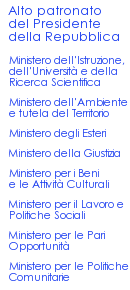 Alto patronato
del Presidente
della Repubblica
Ministero dell'Istruzione,
dell'Università e della
Ricerca Scientifica
Ministero dell'Ambiente
e tutela del Territorio
Ministero degli Esteri
Ministero della Giustizia
Ministero per i Beni
e le Attività Culturali
Ministero per il Lavoro e
Politiche Sociali
Ministero per le Pari
Opportunità
Ministero per le Politiche
Comunitarie